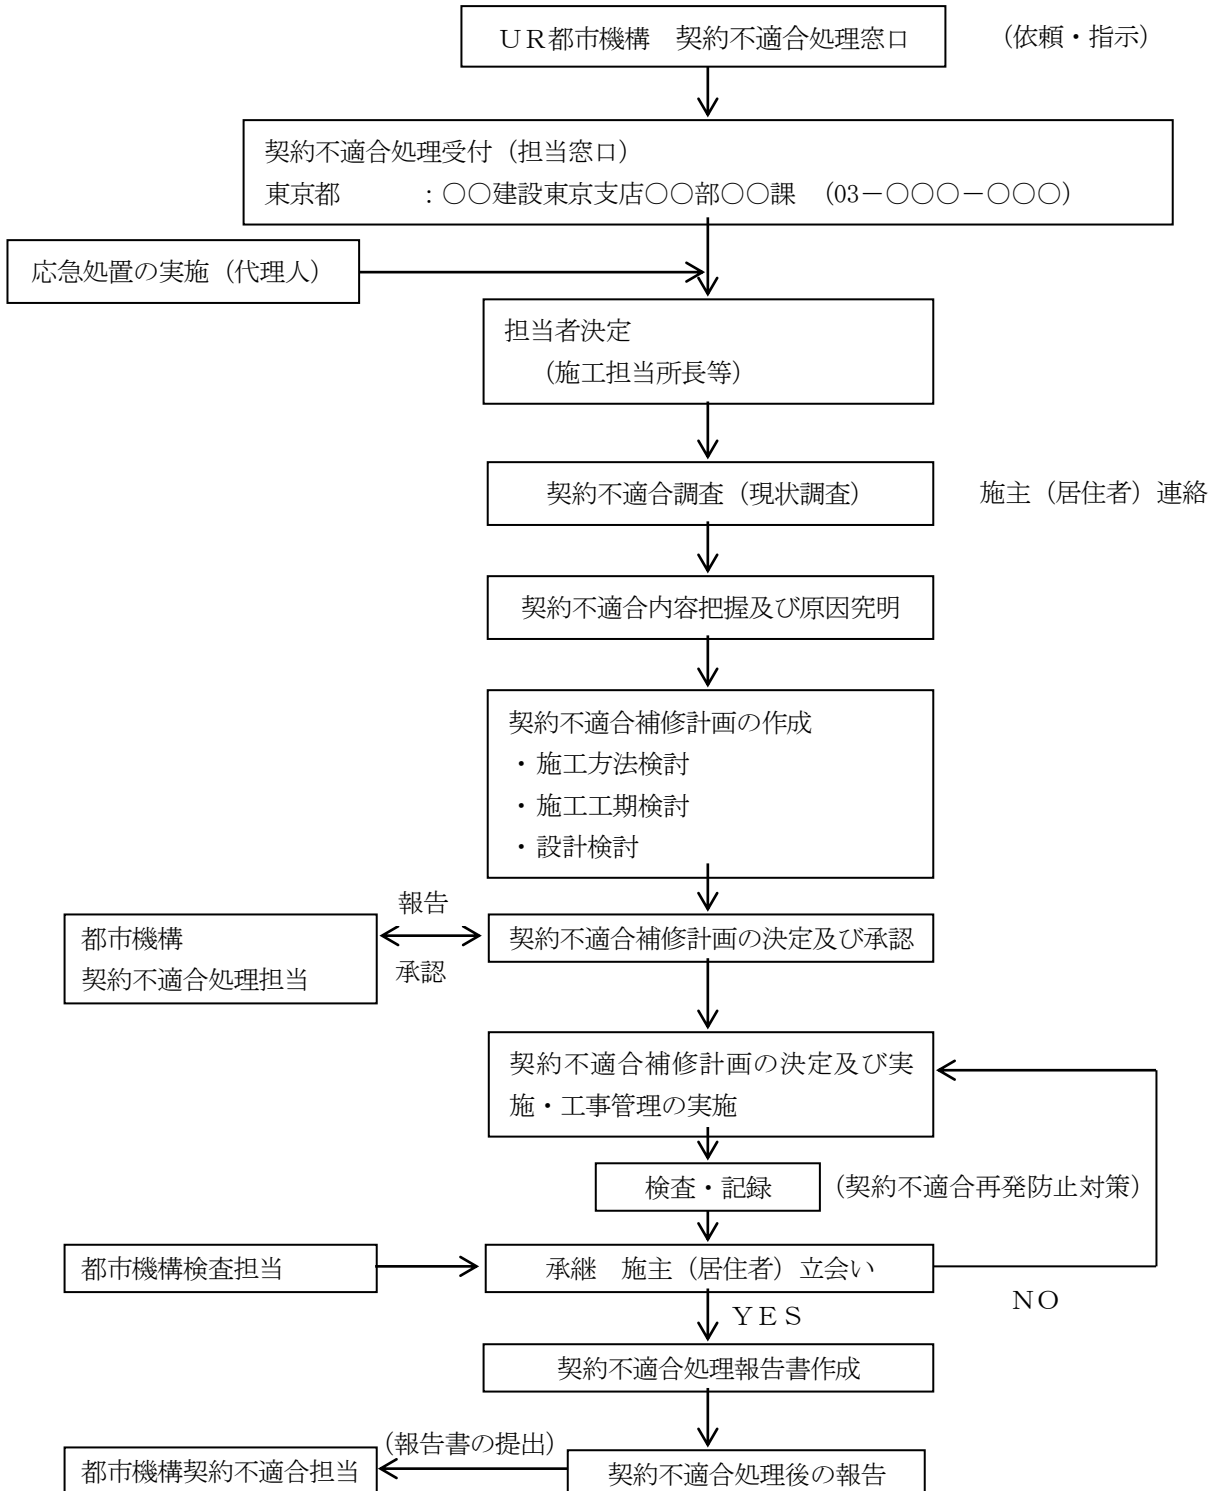 ＵＲ都市機構　契約不適合処理窓口
（依頼・指示）
契約不適合処理受付（担当窓口）
東京都　　　：○○建設東京支店○○部○○課　（03－○○○－○○○）
応急処置の実施（代理人）
担当者決定
（施工担当所長等）
契約不適合調査（現状調査）
施主（居住者）連絡
契約不適合内容把握及び原因究明
契約不適合補修計画の作成
・施工方法検討
・施工工期検討
・設計検討
報告
都市機構
契約不適合処理担当
承認
契約不適合補修計画の決定及び承認
契約不適合補修計画の決定及び実
施・工事管理の実施
検査・記録
（契約不適合再発防止対策）
都市機構検査担当
承継　施主（居住者）立会い
ＮＯ
ＹＥＳ
契約不適合処理報告書作成
（報告書の提出）
都市機構契約不適合担当
契約不適合処理後の報告